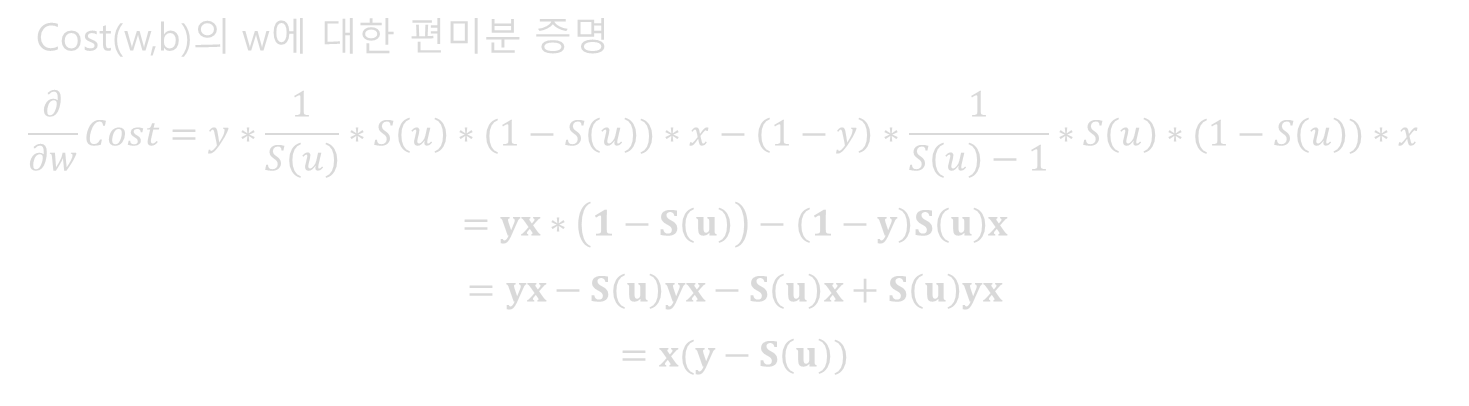 Cost(w,b)의 w에 대한 편미분 증명
∂/∂w Cost = y * 1/S(u) * S(u) * (1 − S(u)) * x − (1 − y) * 1/(S(u) − 1) * S(u) * (1 − S(u)) * x
= yx * (1 − S(u)) − (1 − y)S(u)x
= yx − S(u)yx − S(u)x + S(u)yx
= x(y − S(u))